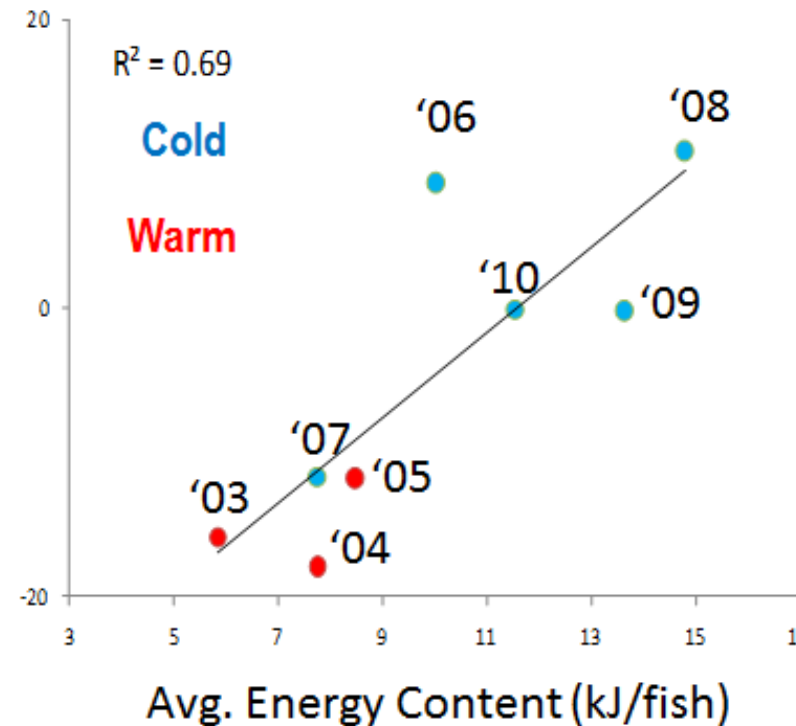 20
R² = 0.69
‘06
‘08
Cold
Warm
‘10
0
‘09
‘07
‘05
‘03
‘04
-20
3 5 7 9 11 13 15 1
Avg. Energy Content (kJ/fish)